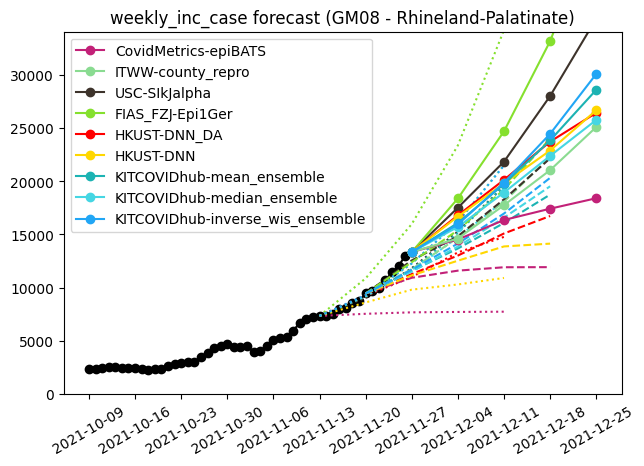 weekly_inc_case forecast (GM08 - Rhineland-Palatinate)
CovidMetrics-epiBATS
ITWW-county_repro
USC-SIkJalpha
FIAS_FZJ-Epi1Ger
HKUST-DNN_DA
HKUST-DNN
KITCOVIDhub-mean_ensemble
KITCOVIDhub-median_ensemble
KITCOVIDhub-inverse_wis_ensemble
30000
25000
20000
15000
10000
5000
0
2021-10-09
2021-10-16
2021-10-23
2021-10-30
2021-11-06
2021-11-13
2021-11-20
2021-11-27
2021-12-04
2021-12-11
2021-12-18
2021-12-25